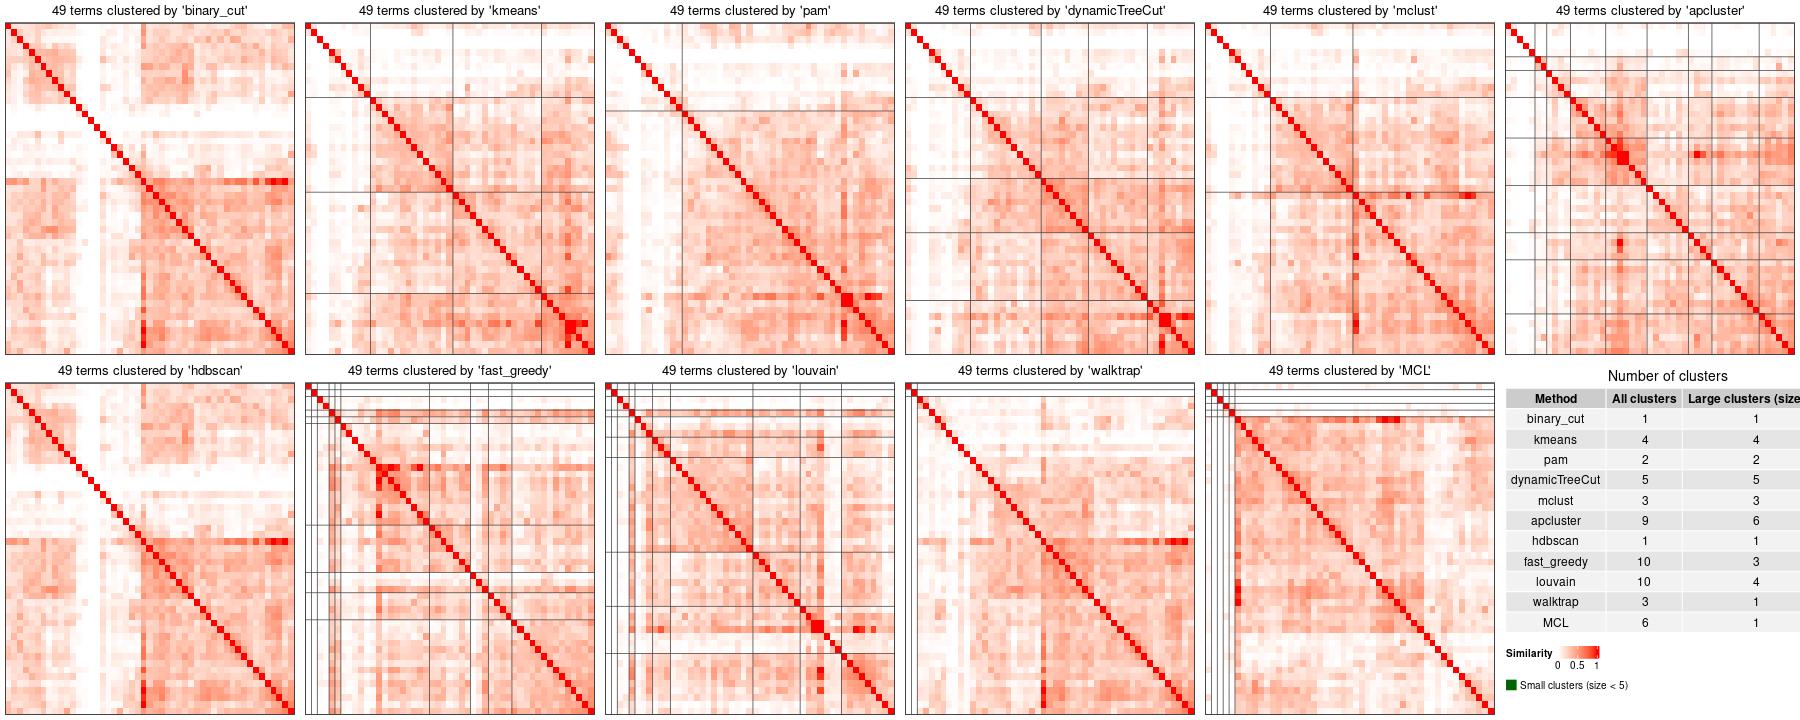 49 terms clustered by 'binary_cut'
49 terms clustered by 'kmeans'
49 terms clustered by 'pam'
49 terms clustered by 'dynamicTreeCut'
49 terms clustered by 'mclust'
49 terms clustered by 'apcluster'
49 terms clustered by 'hdbscan'
49 terms clustered by 'fast_greedy'
49 terms clustered by 'louvain'
49 terms clustered by 'walktrap'
49 terms clustered by 'MCL'
Number of clusters
Method All clusters Large clusters (size
binary_cut 1 1
kmeans 4 4
pam 2 2
dynamicTreeCut 5 5
mclust 3 3
apcluster 9 6
hdbscan 1 1
fast_greedy 10 3
louvain 10 4
walktrap 3 1
MCL 6 1
Similarity
0 0.5 1
Small clusters (size < 5)